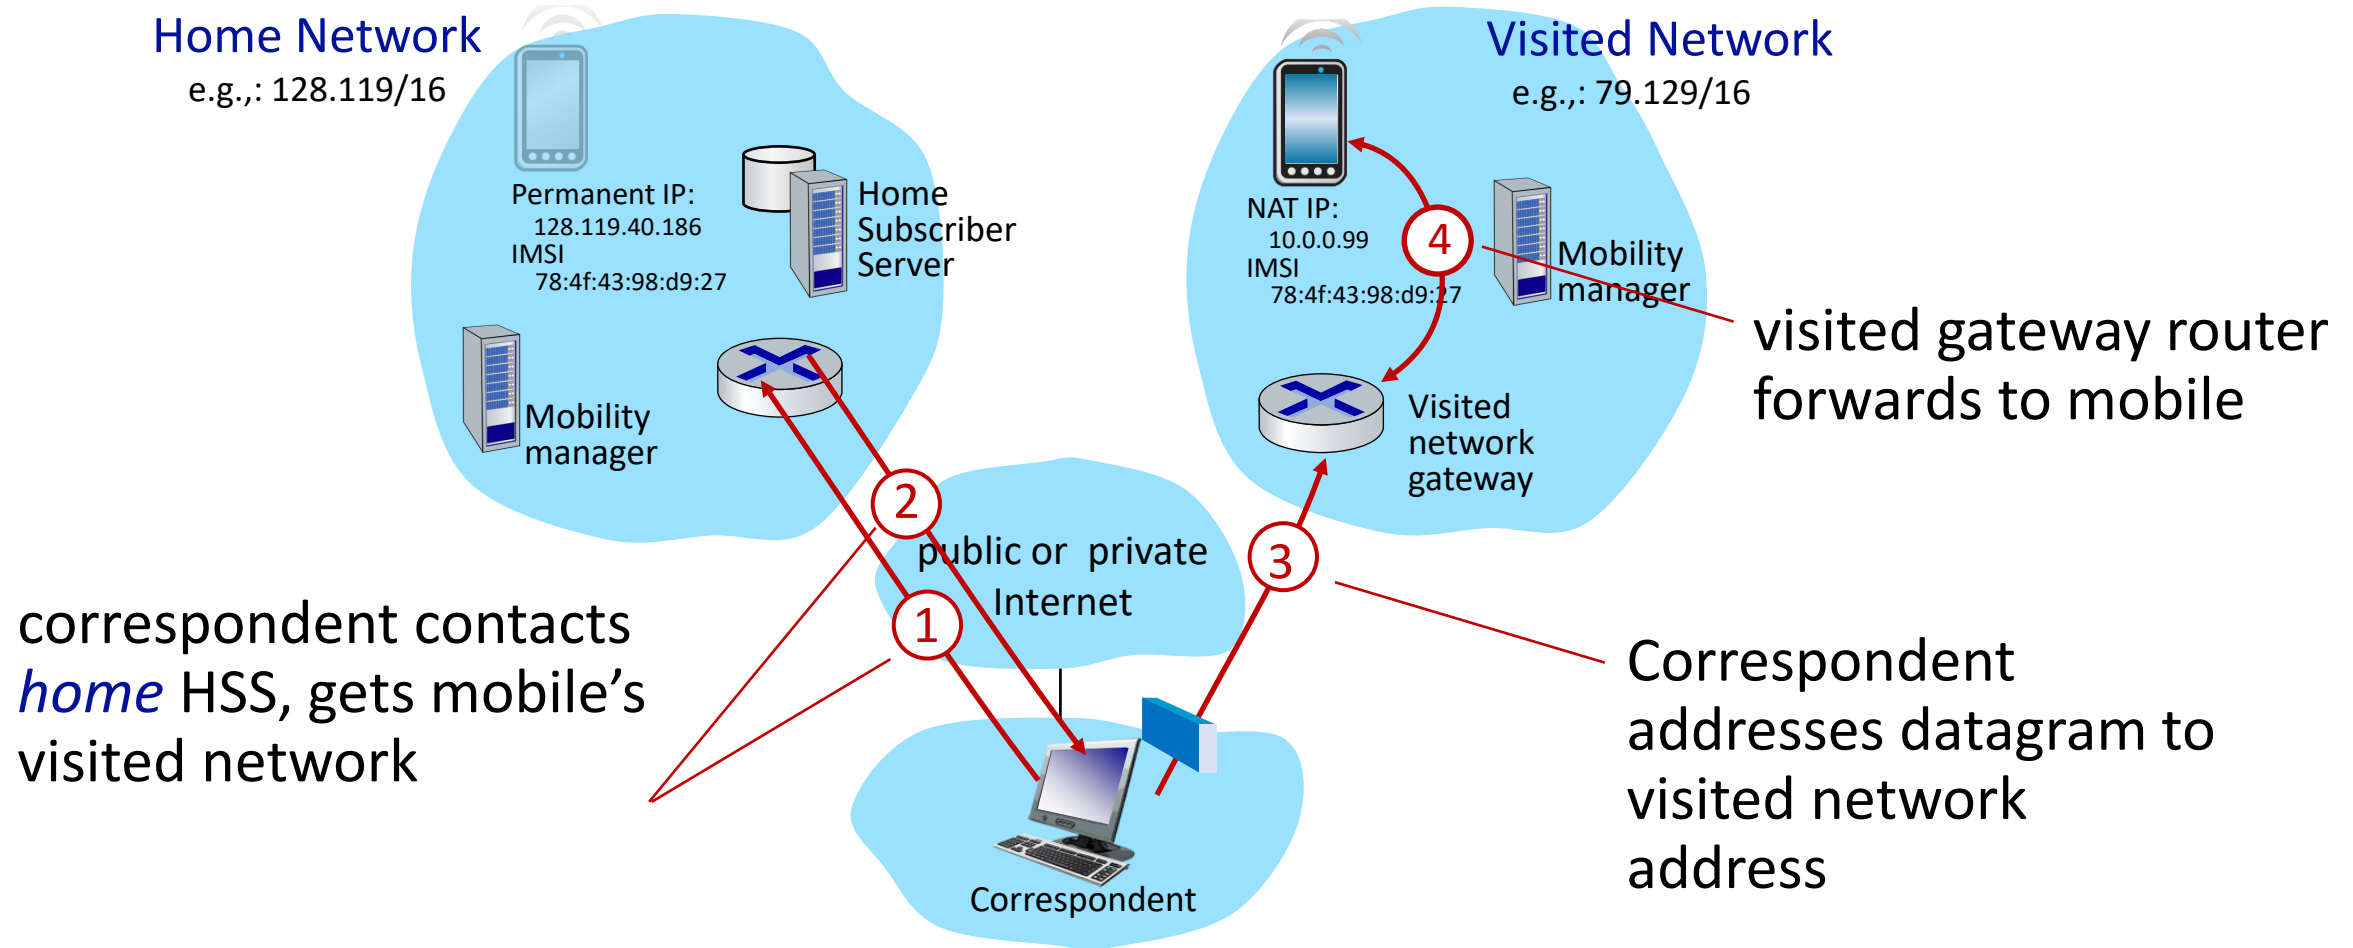 Home Network
e.g.,: 128.119/16
Permanent IP:
128.119.40.186
IMSI
78:4f:43:98:d9:27
Home
Subscriber
Server
Mobility
manager
Visited Network
e.g.,: 79.129/16
NAT IP:
10.0.0.99
IMSI
78:4f:43:98:d9:27
4
Mobility
manager
Visited
network
gateway
visited gateway router
forwards to mobile
2
public or  private
Internet
3
1
correspondent contacts
home HSS, gets mobile’s
visited network
Correspondent
addresses datagram to
visited network
address
Correspondent